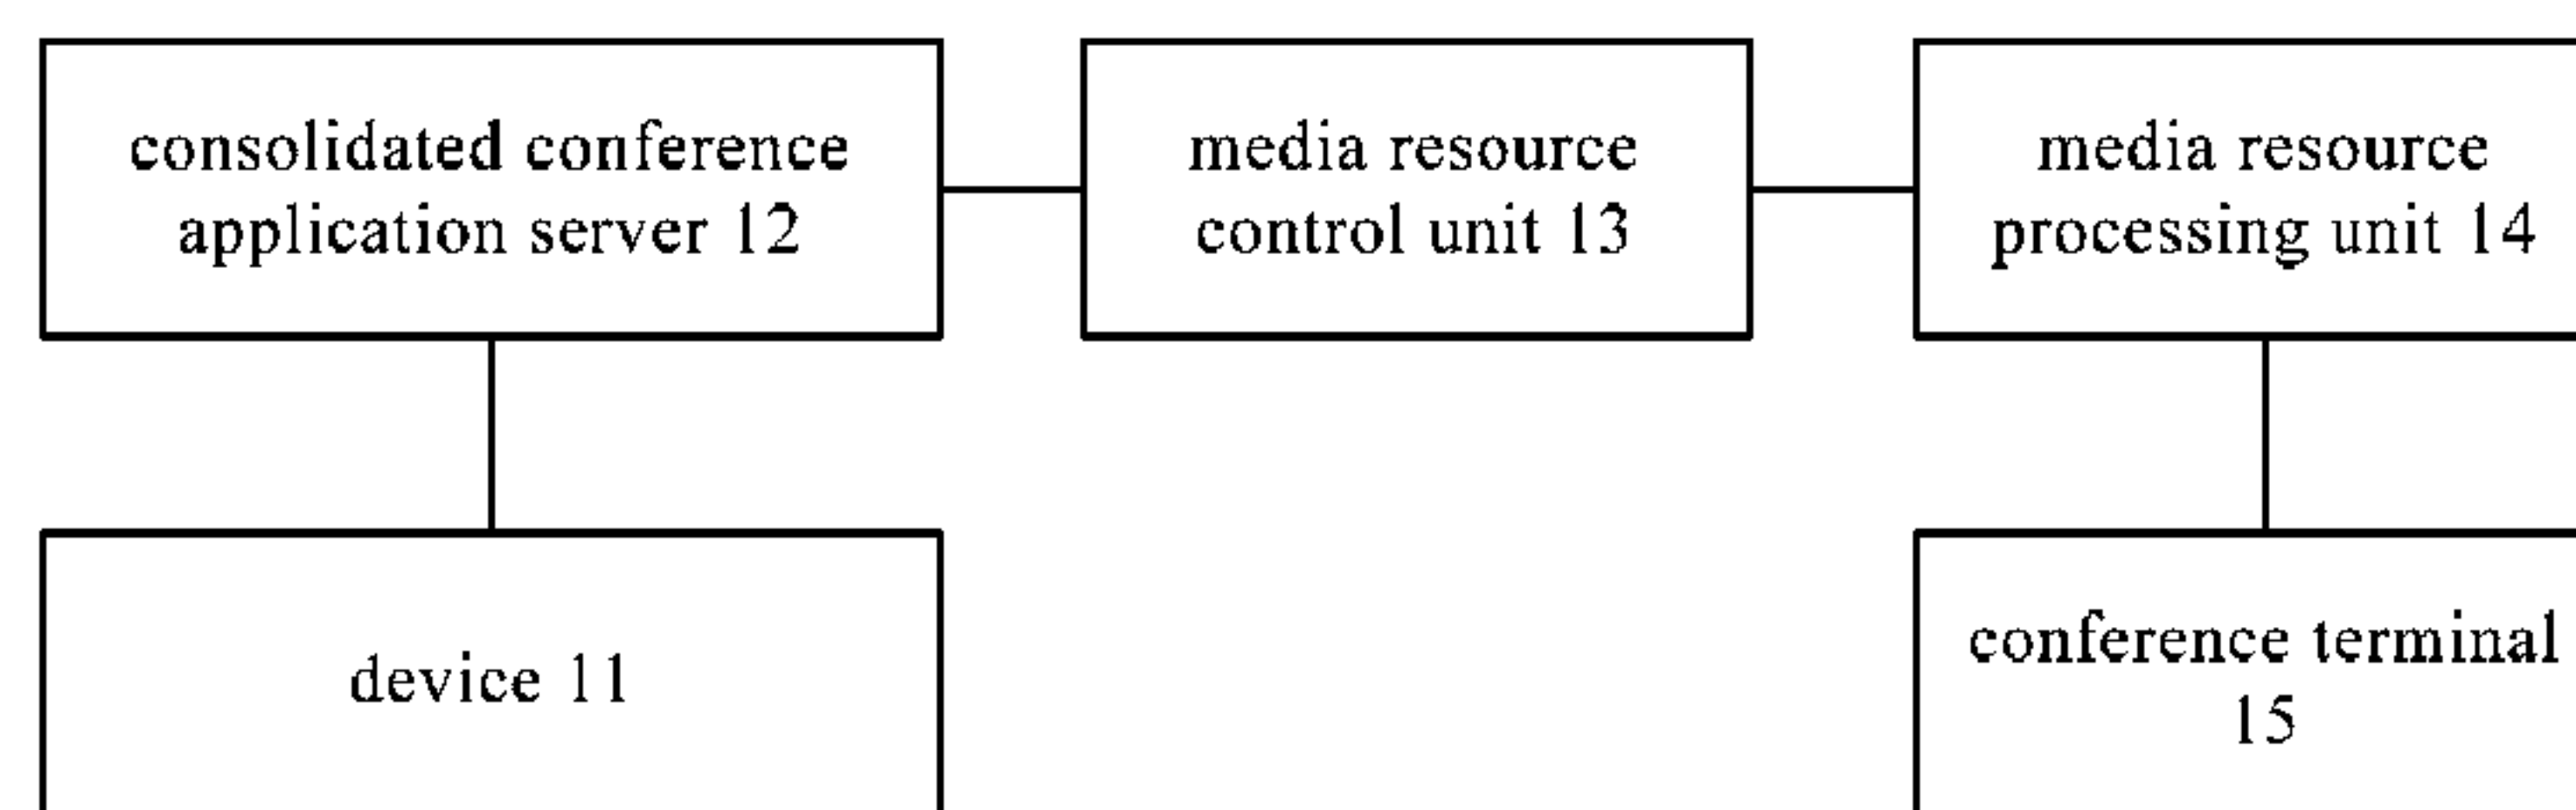 consolidated conference
application server 12
media resource
control unit 13
media resource
processing unit 14
device 11
conference terminal
15